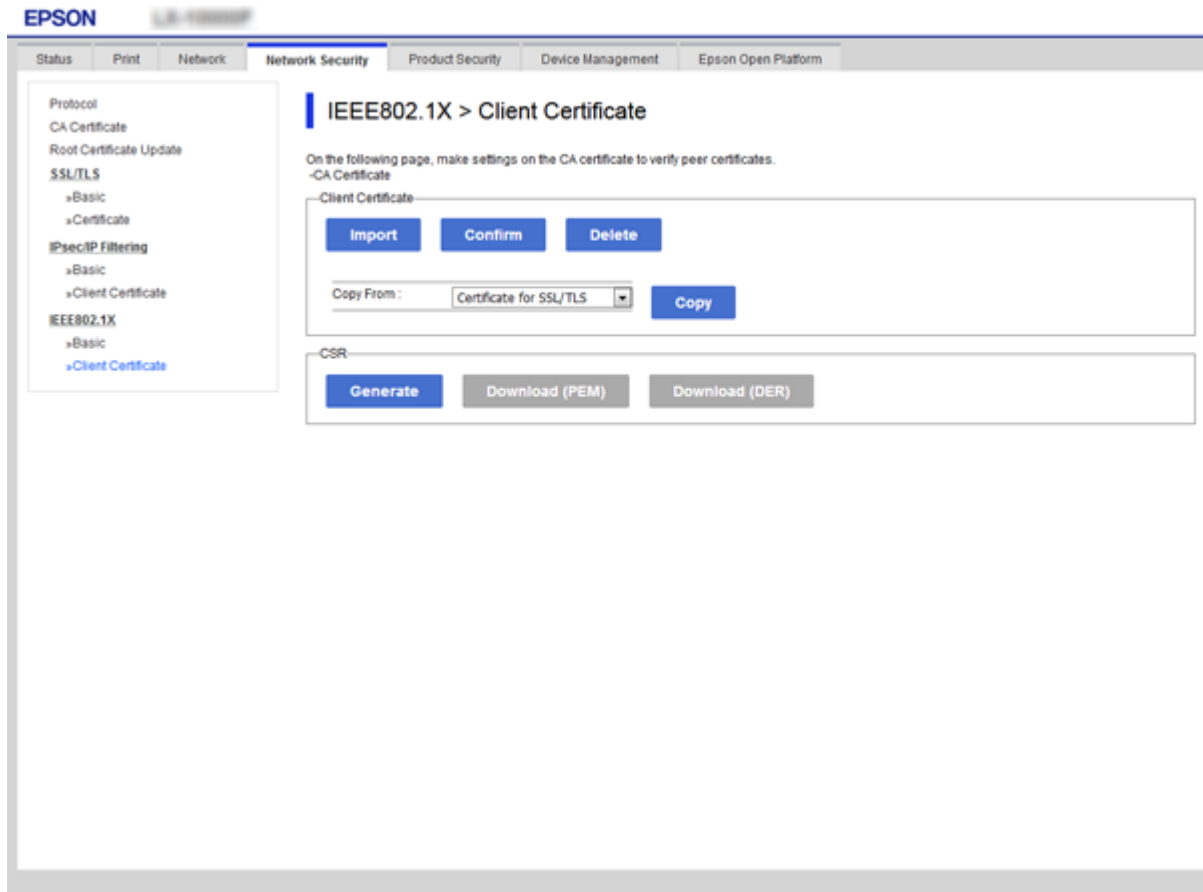 EPSON
Status Print Network Network Security Product Security Device Management Epson Open Platform
Protocol
CA Certificate
Root Certificate Update
SSL/TLS
»Basic
»Certificate
IPsec/IP Filtering
»Basic
»Client Certificate
IEEE802.1X
»Basic
»Client Certificate
IEEE802.1X > Client Certificate
On the following page, make settings on the CA certificate to verify peer certificates.
-CA Certificate
Client Certificate
Import Confirm Delete
Copy From : Certificate for SSL/TLS Copy
CSR
Generate Download (PEM) Download (DER)